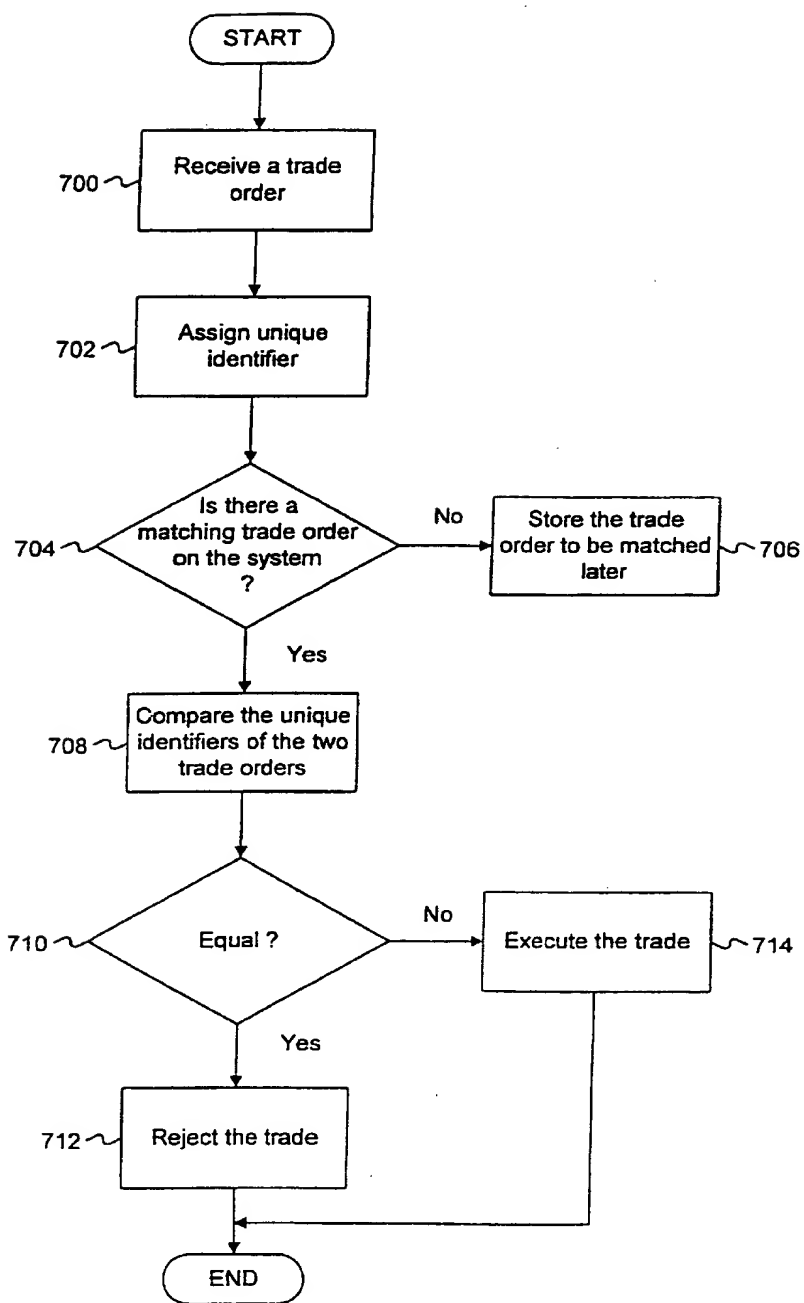 START
700
Receive a trade
order
702
Assign unique
identifier
704
Is there a
matching trade order
on the system
?
No
Store the trade
order to be matched
later
706
Yes
708
Compare the unique
identifiers of the two
trade orders
710
Equal ?
No
Execute the trade
714
Yes
712
Reject the trade
END